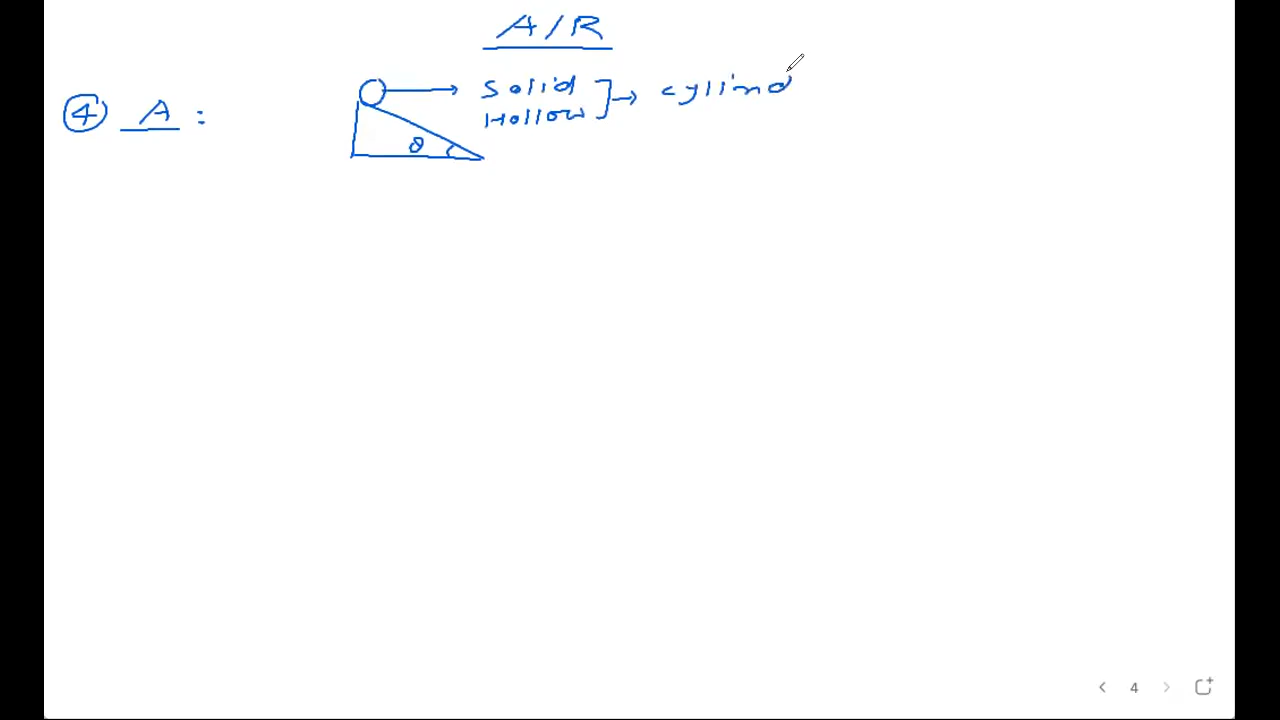 A/R
④ A :
Solid
Hollow ] → cylind
θ
4